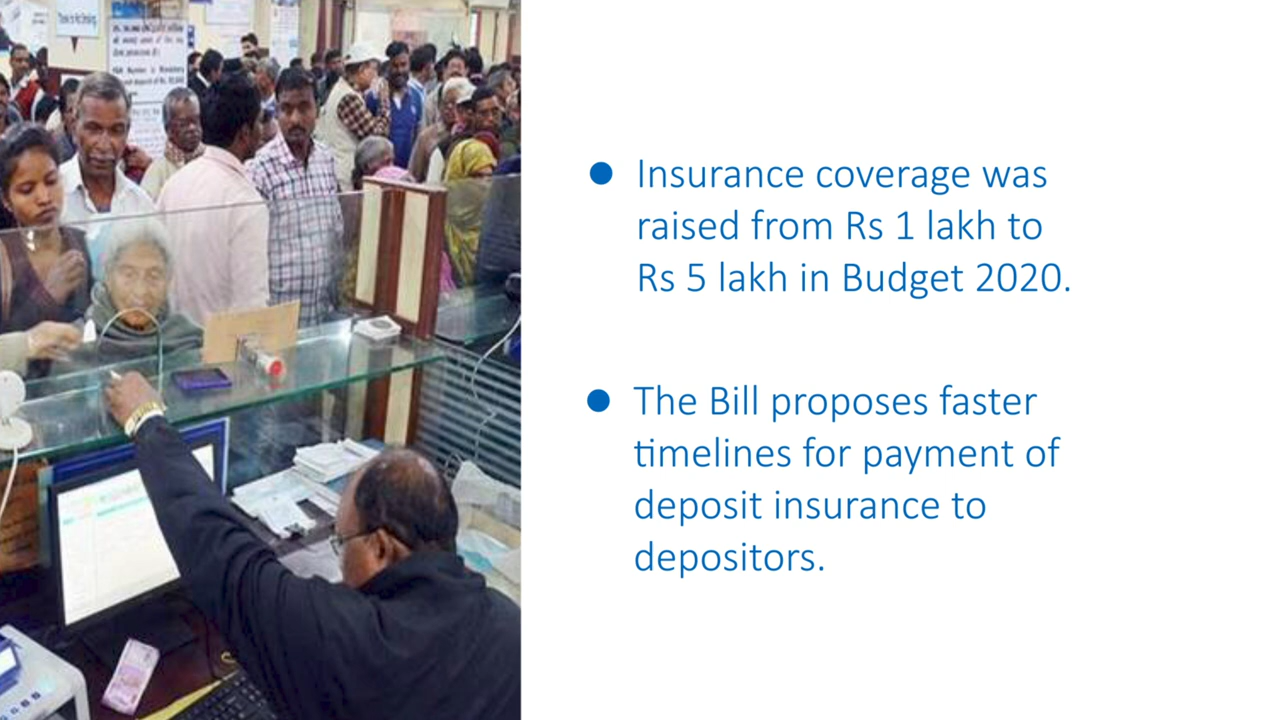 Insurance coverage was
raised from Rs 1 lakh to
Rs 5 lakh in Budget 2020.
The Bill proposes faster
timelines for payment of
deposit insurance to
depositors.